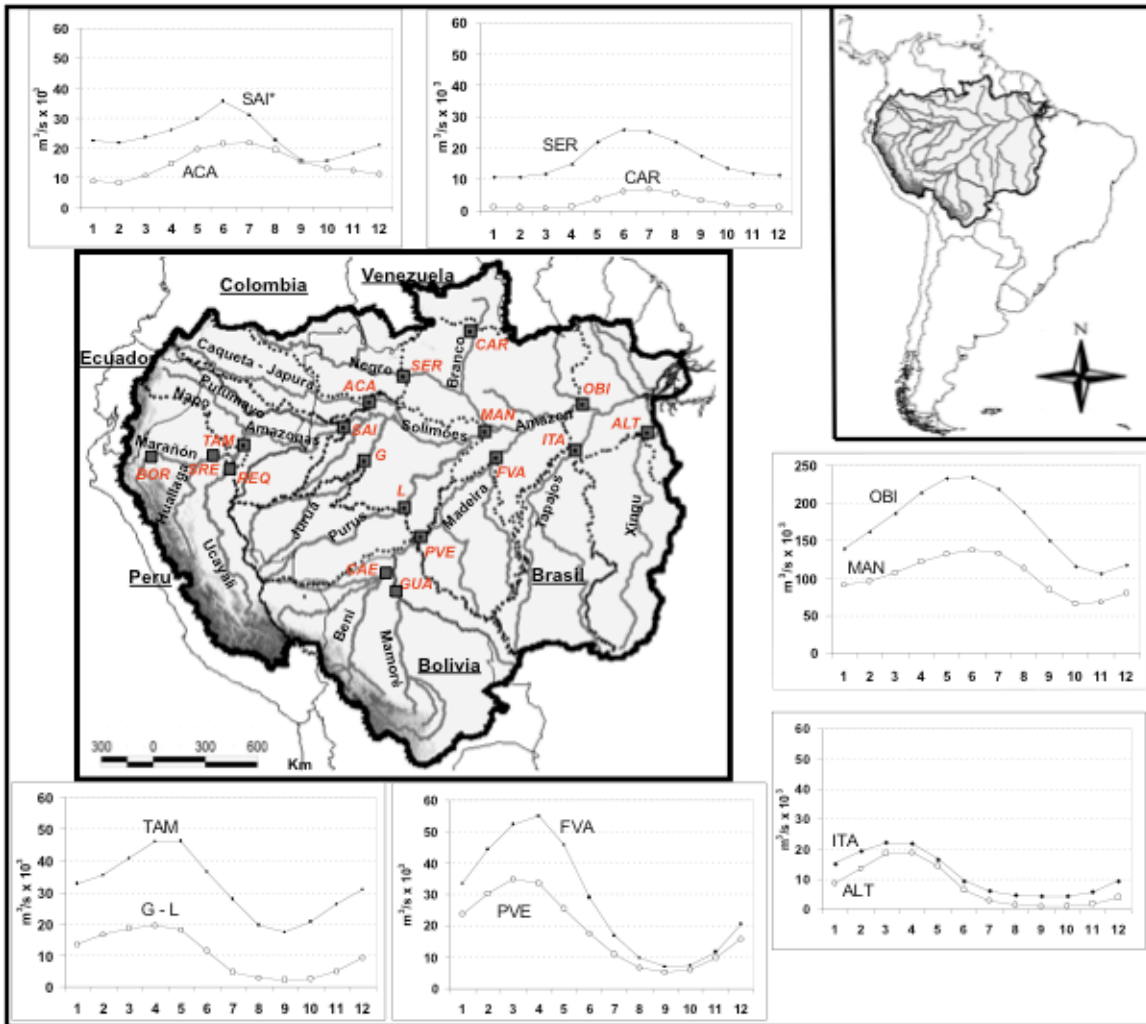 60
50
40
30
20
10
0
m³/s x 10³
SAI*
ACA
1 2 3 4 5 6 7 8 9 10 11 12
60
50
40
30
20
10
0
m³/s x 10³
SER
CAR
1 2 3 4 5 6 7 8 9 10 11 12
N
Colombia
Venezuela
Ecuador
Caqueta - Japurá
Negro
Branco
CAR
SER
Putumayo
ACA
OBI
Napo
MAN
Amazon
ALT
Amazonas
SAI
Solimões
ITA
TAM
Marañón
G
FVA
BOR
SRE
REQ
Huallaga
L
Madeira
Tapajos
Xingu
Juruá
Purus
Ucayali
PVE
Peru
CAE
GUA
Brasil
Beni
Mamoré
Bolivia
300 0 300 600
Km
250
200
150
100
50
0
m³/s x 10³
OBI
MAN
1 2 3 4 5 6 7 8 9 10 11 12
60
50
40
30
20
10
0
m³/s x 10³
ITA
ALT
1 2 3 4 5 6 7 8 9 10 11 12
60
50
40
30
20
10
0
m³/s x 10³
TAM
G - L
1 2 3 4 5 6 7 8 9 10 11 12
60
50
40
30
20
10
0
m³/s x 10³
FVA
PVE
1 2 3 4 5 6 7 8 9 10 11 12